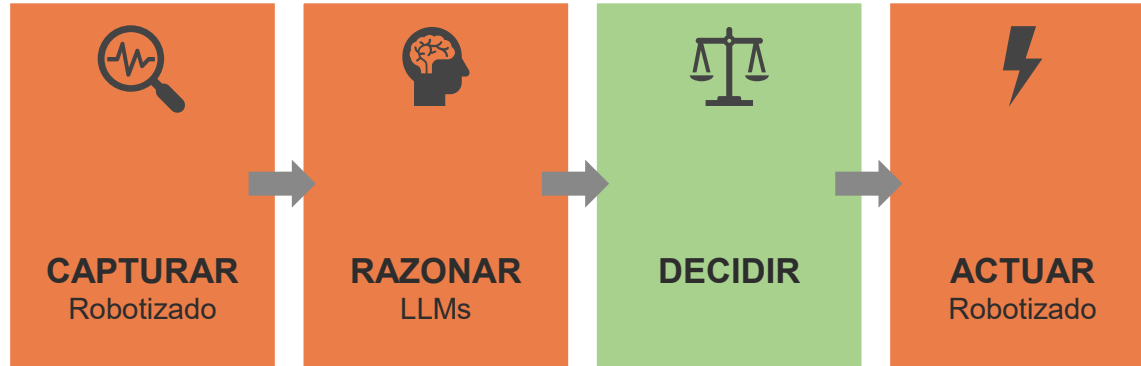 CAPTURAR
Robotizado
RAZONAR
LLMs
DECIDIR
ACTUAR
Robotizado